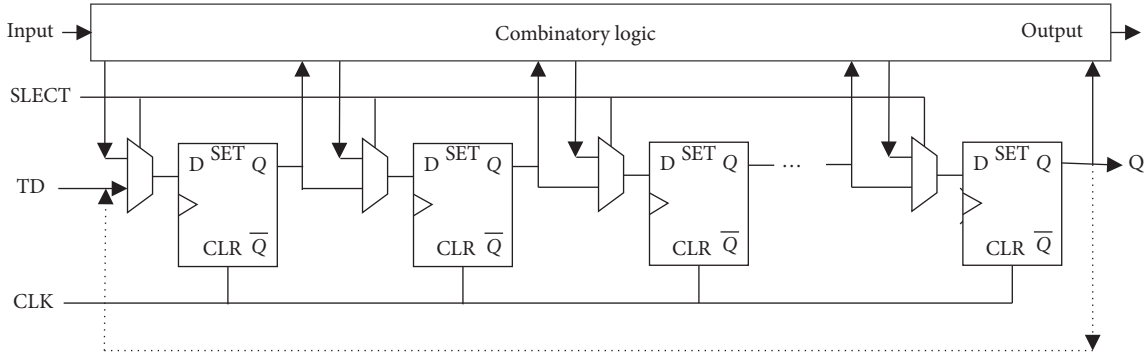 Input
Combinatory logic
Output
SLECT
TD
D SET Q
CLR Q̅
D SET Q
CLR Q̅
D SET Q
CLR Q̅
...
D SET Q
CLR Q̅
Q
CLK